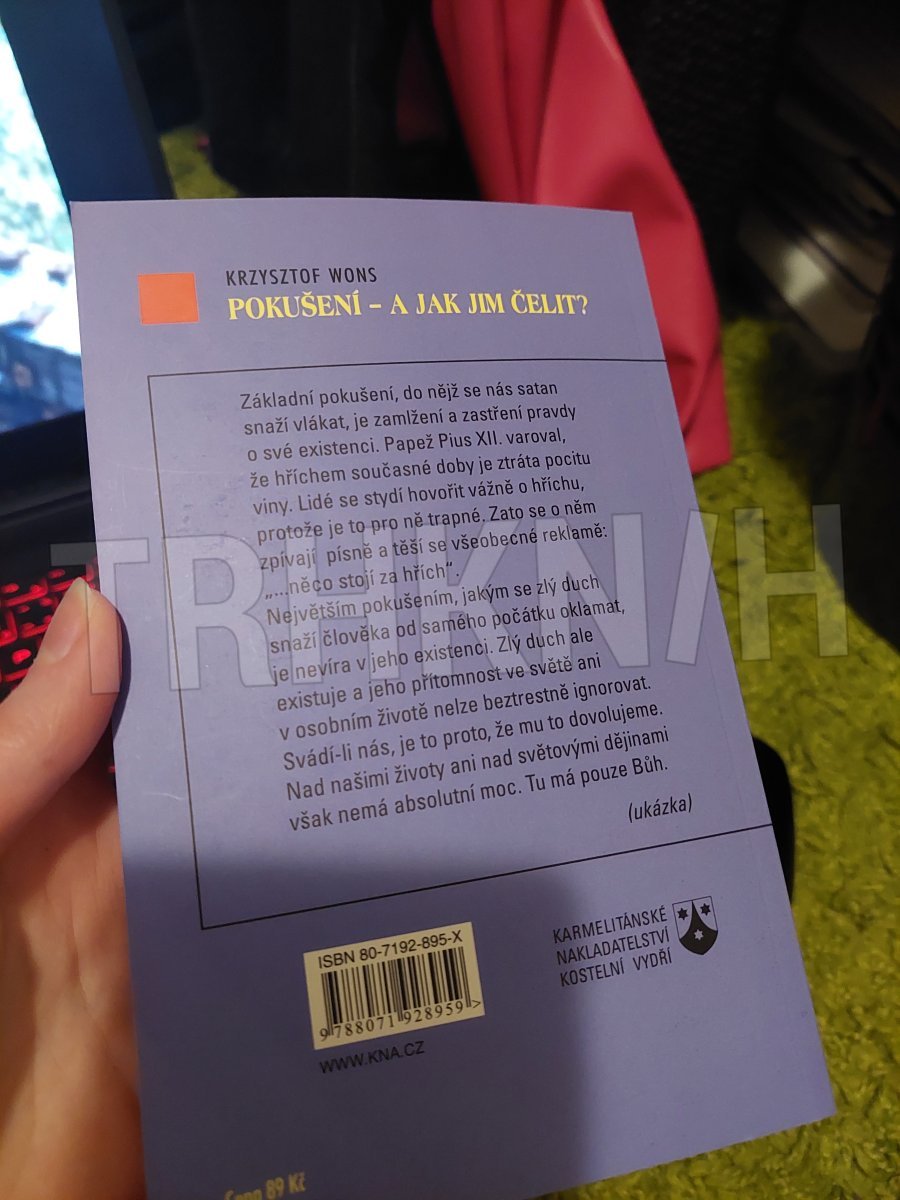 KRZYSZTOF WONS
POKUŠENÍ – A JAK JIM ČELIT?
Základní pokušení, do nějž se nás satan
snaží vlákat, je zamlžení a zastření pravdy
o své existenci. Papež Pius XII. varoval,
že hříchem současné doby je ztráta pocitu
viny. Lidé se stydí hovořit vážně o hříchu,
protože je to pro ně trapné. Zato se o něm
zpívají písně a těší se všeobecné reklamě:
„...něco stojí za hřích“.
Největším pokušením, jakým se zlý duch
snaží člověka od samého počátku oklamat,
je nevíra v jeho existenci. Zlý duch ale
existuje a jeho přítomnost ve světě ani
v osobním životě nelze beztrestně ignorovat.
Svádí-li nás, je to proto, že mu to dovolujeme.
Nad našimi životy ani nad světovými dějinami
však nemá absolutní moc. Tu má pouze Bůh.
(ukázka)
TRHKN/H
ISBN 80-7192-895-X
9788071928959>
WWW.KNA.CZ
KARMELITÁNSKÉ
NAKLADATELSTVÍ
KOSTELNÍ VYDŘÍ
Cena 89 Kč